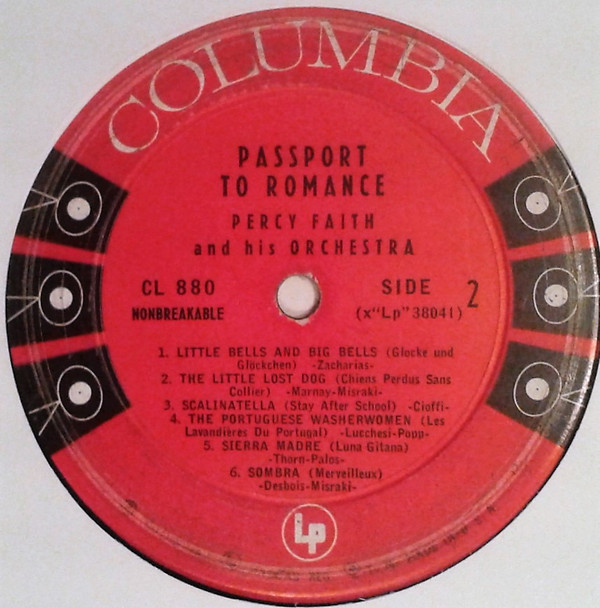 COLUMBIA
PASSPORT
TO ROMANCE
PERCY FAITH
and his ORCHESTRA
CL 880
SIDE 2
NONBREAKABLE
(x"Lp" 38041)
1. LITTLE BELLS AND BIG BELLS (Glocke und
Glöckchen) -Zacharias-
2. THE LITTLE LOST DOG (Chiens Perdus Sans
Collier) -Marnay-Misraki-
3. SCALINATELLA (Stay After School) -Cioffi-
4. THE PORTUGUESE WASHERWOMEN (Les
Lavandières Du Portugal) -Lucchesi-Popp-
5. SIERRA MADRE (Luna Gitana)
-Thorn-Palos-
6. SOMBRA (Merveilleux)
-Desbois-Misraki-
Lp